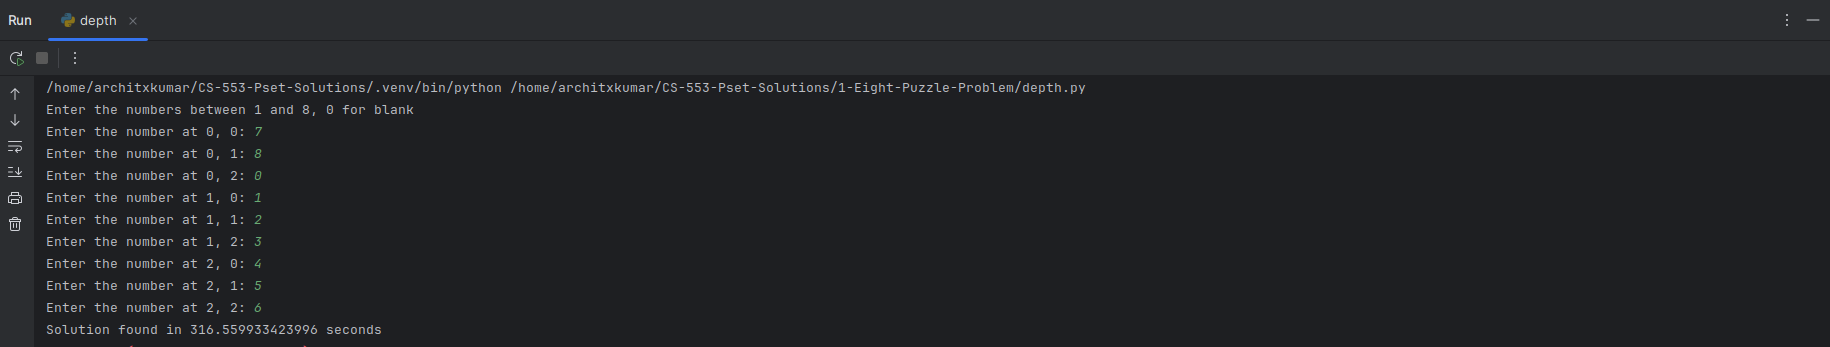 Run depth
/home/architxkumar/CS-553-Pset-Solutions/.venv/bin/python /home/architxkumar/CS-553-Pset-Solutions/1-Eight-Puzzle-Problem/depth.py
Enter the numbers between 1 and 8, 0 for blank
Enter the number at 0, 0: 7
Enter the number at 0, 1: 8
Enter the number at 0, 2: 0
Enter the number at 1, 0: 1
Enter the number at 1, 1: 2
Enter the number at 1, 2: 3
Enter the number at 2, 0: 4
Enter the number at 2, 1: 5
Enter the number at 2, 2: 6
Solution found in 316.559933423996 seconds